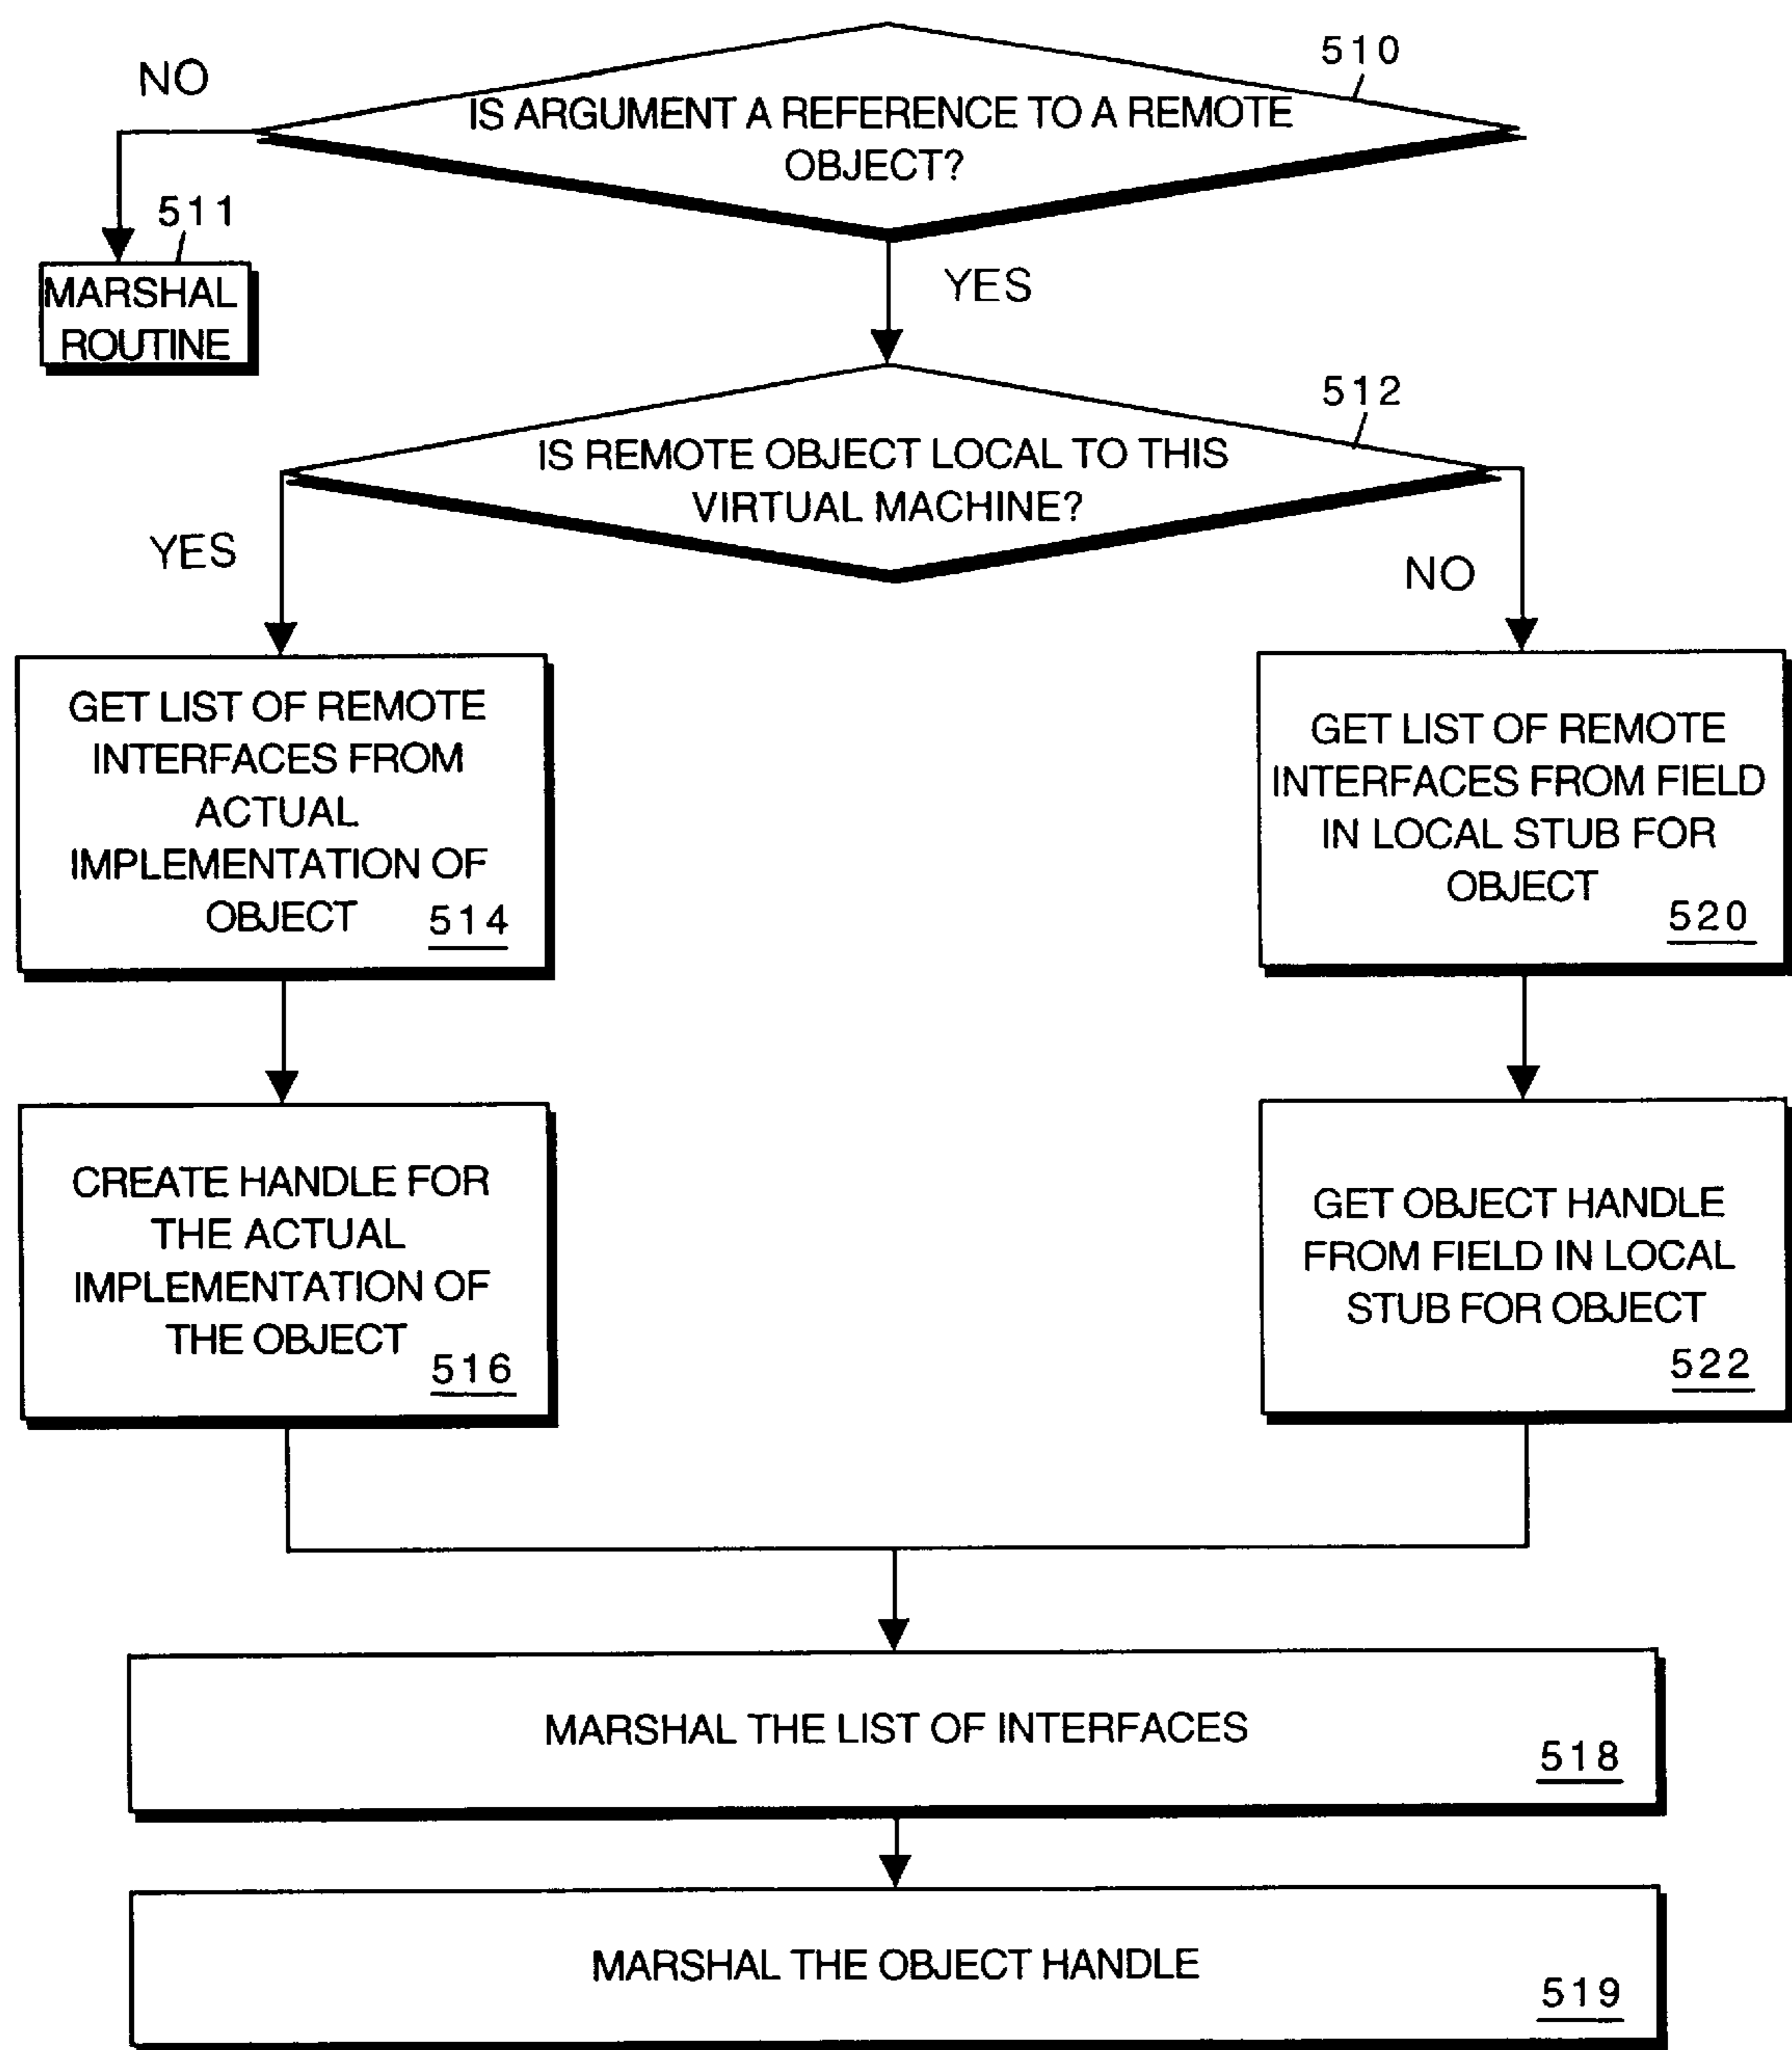 510
NO
IS ARGUMENT A REFERENCE TO A REMOTE
OBJECT?
511
MARSHAL
ROUTINE
YES
512
IS REMOTE OBJECT LOCAL TO THIS
VIRTUAL MACHINE?
YES
NO
GET LIST OF REMOTE
INTERFACES FROM
ACTUAL
IMPLEMENTATION OF
OBJECT
514
GET LIST OF REMOTE
INTERFACES FROM FIELD
IN LOCAL STUB FOR
OBJECT
520
CREATE HANDLE FOR
THE ACTUAL
IMPLEMENTATION OF
THE OBJECT
516
GET OBJECT HANDLE
FROM FIELD IN LOCAL
STUB FOR OBJECT
522
MARSHAL THE LIST OF INTERFACES
518
MARSHAL THE OBJECT HANDLE
519